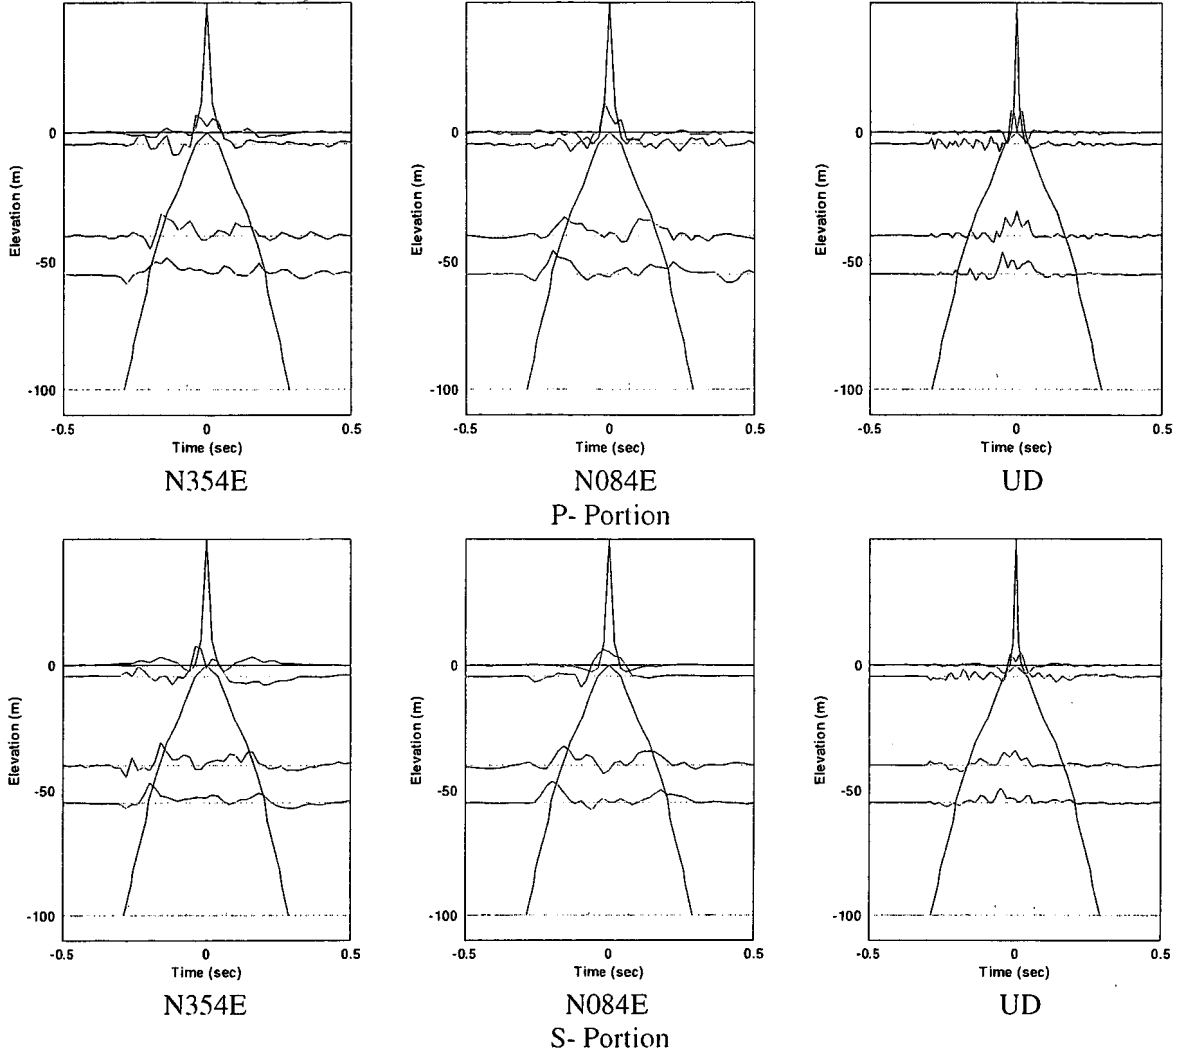 0
-50
-100
Elevation (m)
-0.5 0 0.5
Time (sec)
N354E
0
-50
-100
Elevation (m)
-0.5 0 0.5
Time (sec)
N084E
0
-50
-100
Elevation (m)
-0.5 0 0.5
Time (sec)
UD
P- Portion
0
-50
-100
Elevation (m)
-0.5 0 0.5
Time (sec)
N354E
0
-50
-100
Elevation (m)
-0.5 0 0.5
Time (sec)
N084E
0
-50
-100
Elevation (m)
-0.5 0 0.5
Time (sec)
UD
S- Portion